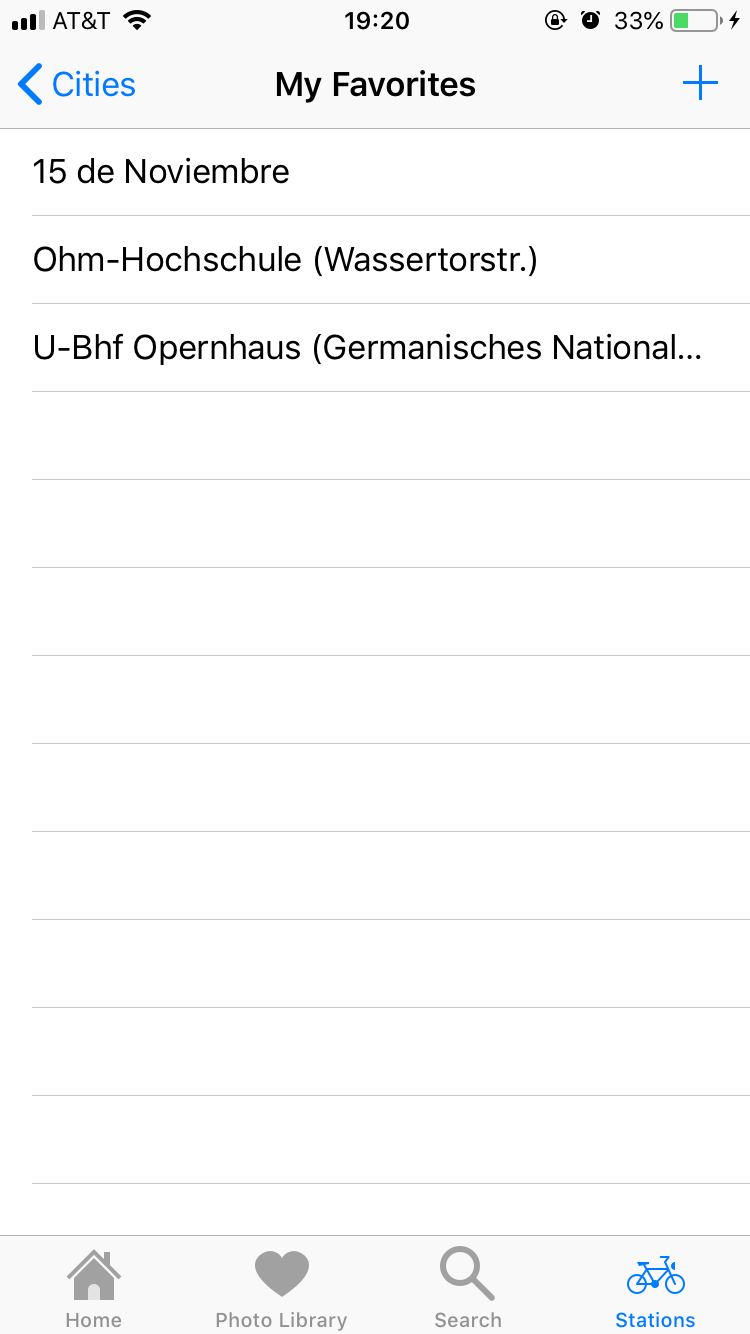 AT&T 19:20 33%
Cities My Favorites
15 de Noviembre
Ohm-Hochschule (Wassertorstr.)
U-Bhf Opernhaus (Germanisches National...
Home Photo Library Search Stations